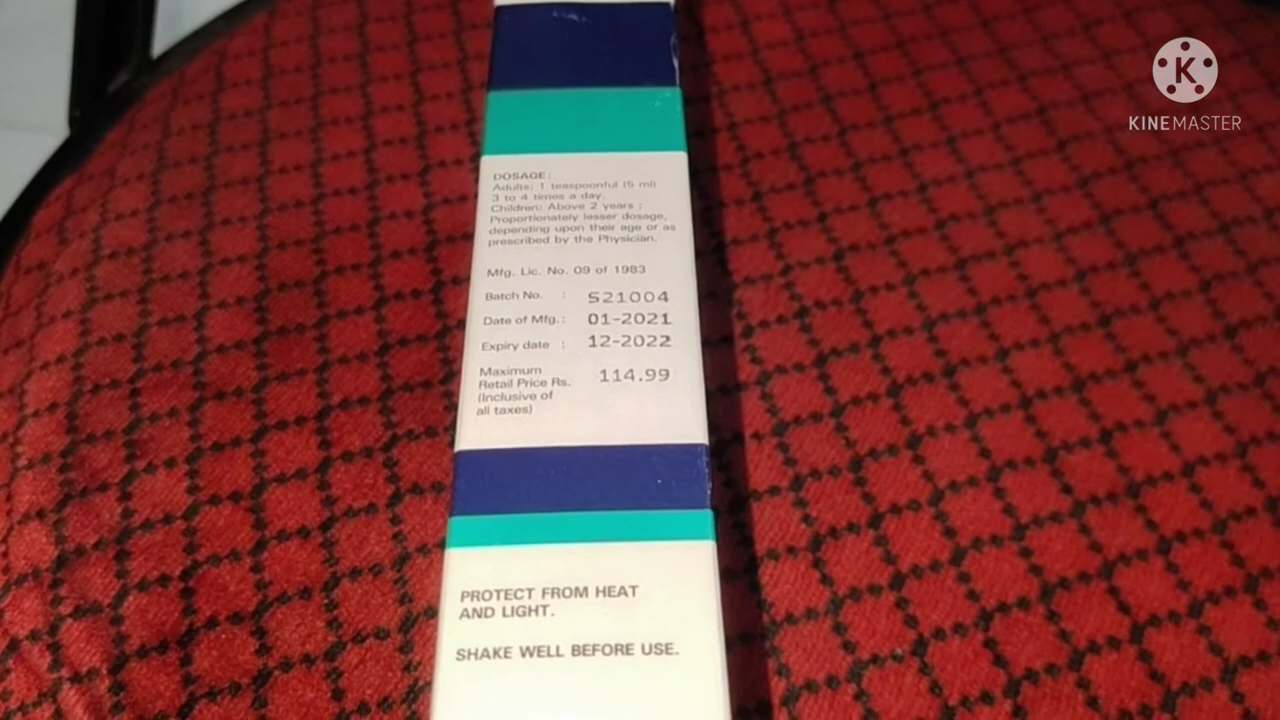 K
KINEMASTER
DOSAGE:
Adults: 1 teaspoonful (5 ml)
3 to 4 times a day.
Children: Above 2 years :
Proportionately lesser dosage,
depending upon their age or as
prescribed by the Physician.
Mfg. Lic. No. 09 of 1983
Batch No. : S21004
Date of Mfg.: 01-2021
Expiry date : 12-2022
Maximum
Retail Price Rs. 114.99
(Inclusive of
all taxes)
PROTECT FROM HEAT
AND LIGHT.
SHAKE WELL BEFORE USE.